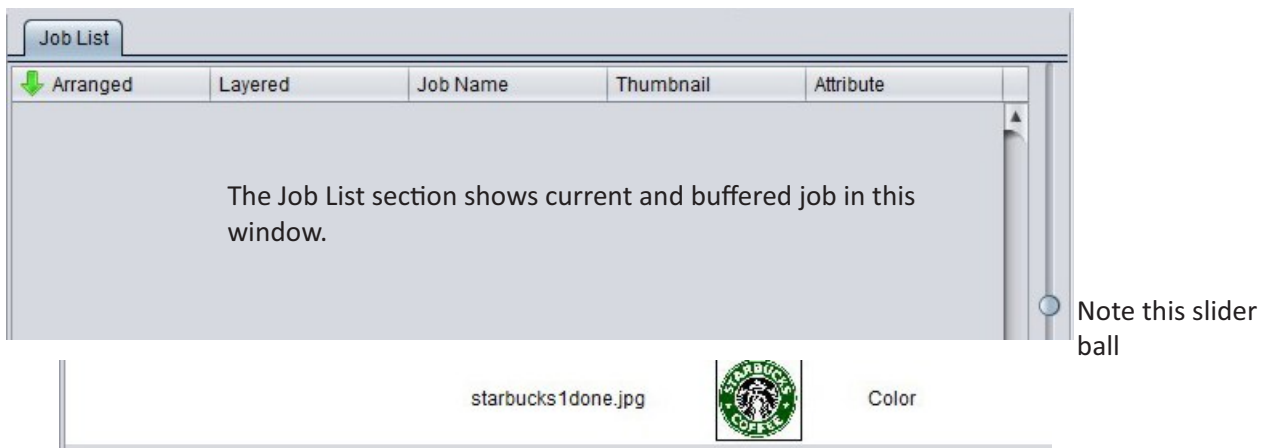 Job List
Arranged Layered Job Name Thumbnail Attribute
The Job List section shows current and buffered job in this
window.
Note this slider
ball
starbucks1done.jpg STARBUCKS COFFEE Color